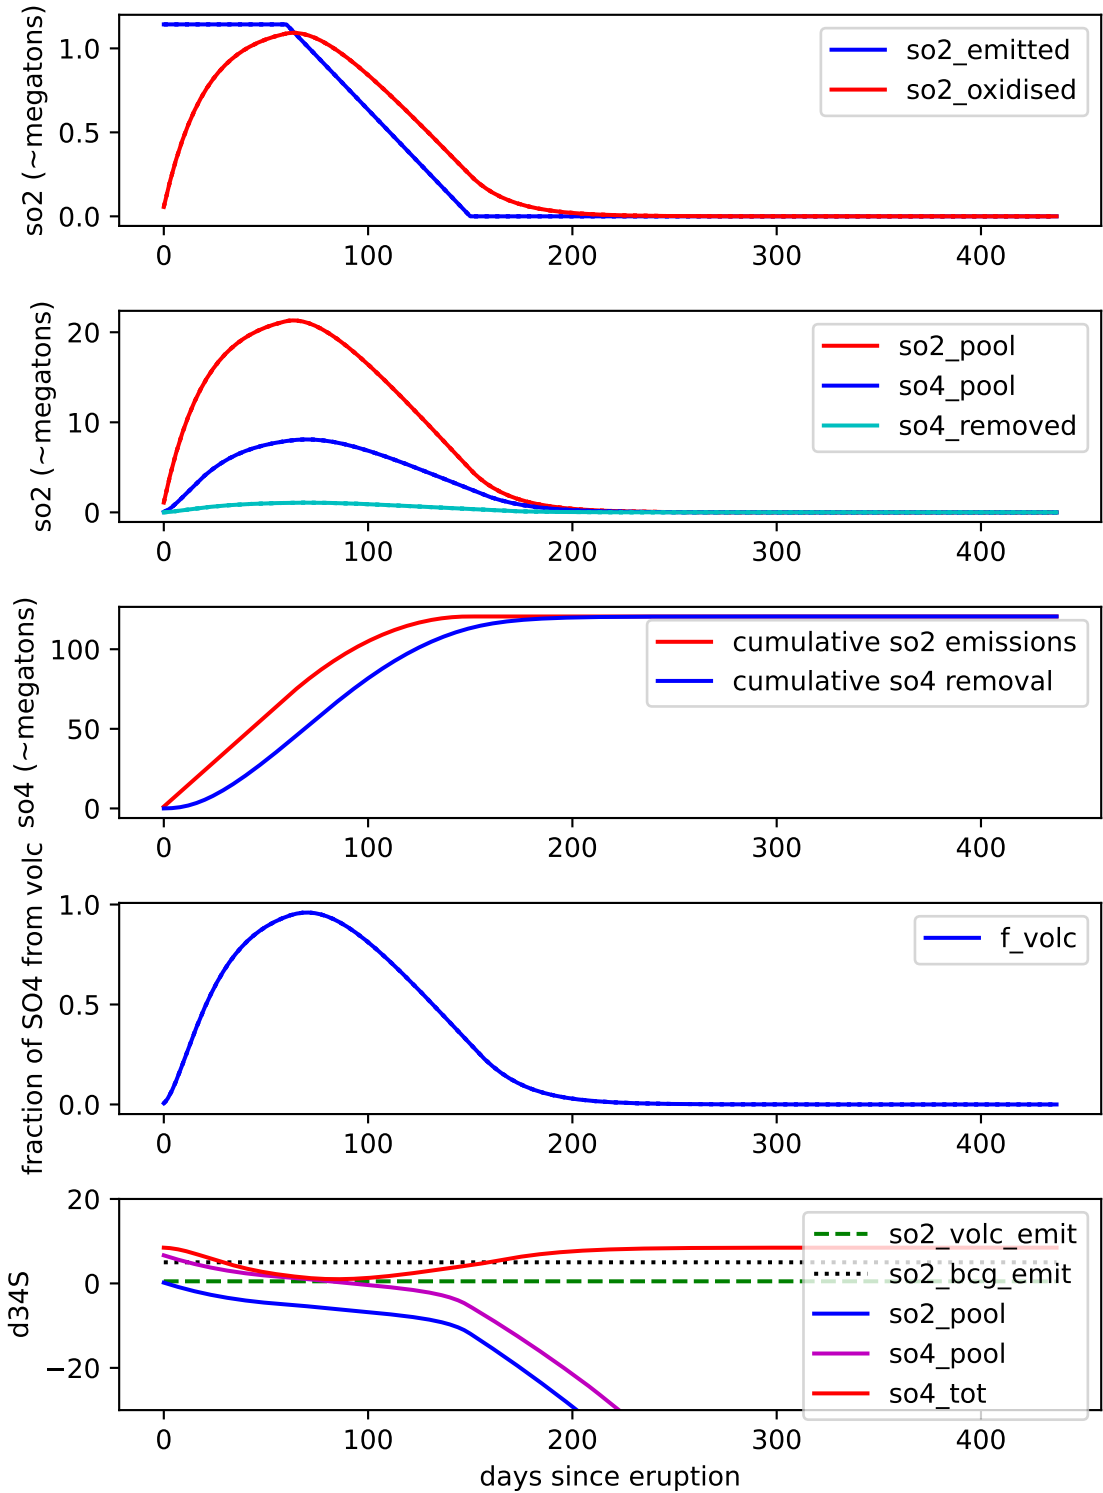 so2 (~megatons)
1.0
0.5
0.0
so2_emitted
so2_oxidised
0 100 200 300 400
so2 (~megatons)
20
10
0
so2_pool
so4_pool
so4_removed
0 100 200 300 400
so4 (~megatons)
100
50
0
cumulative so2 emissions
cumulative so4 removal
0 100 200 300 400
fraction of SO4 from volc
1.0
0.5
0.0
f_volc
0 100 200 300 400
d34S
20
0
−20
so2_volc_emit
so2_bcg_emit
so2_pool
so4_pool
so4_tot
0 100 200 300 400
days since eruption